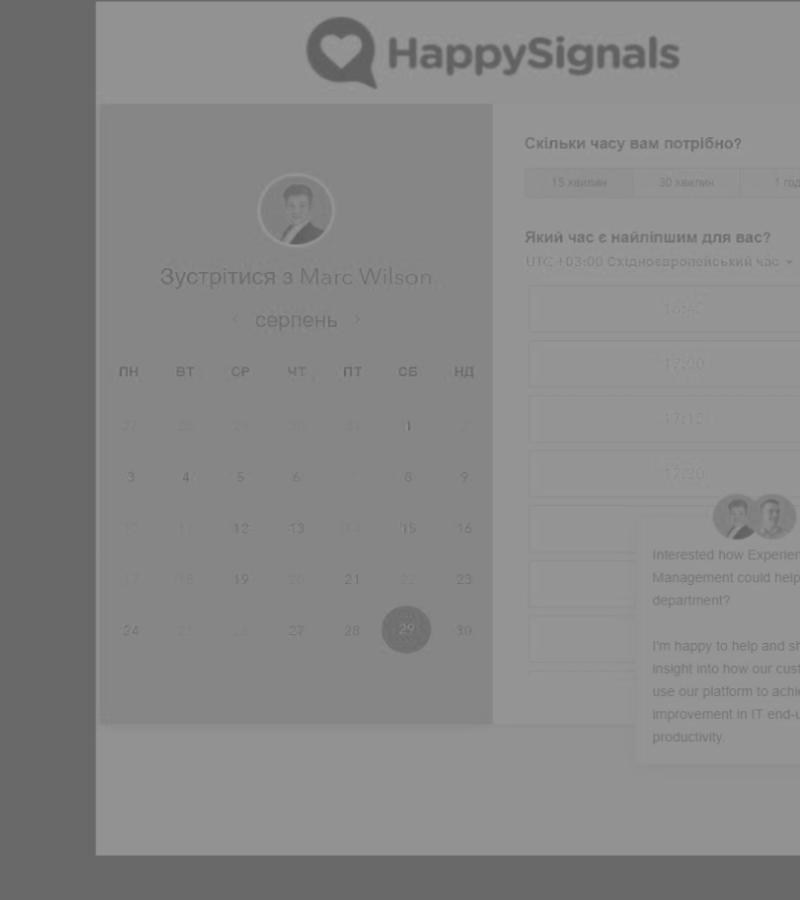 HappySignals
Зустрітися з Marc Wilson.
серпень
ПН ВТ СР ЧТ ПТ СБ НД
27 28 29 30 31 1 2
3 4 5 6 7 8 9
10 11 12 13 14 15 16
17 18 19 20 21 22 23
24 25 26 27 28 29 30
Скільки часу вам потрібно?
15 хвилин 30 хвилин 1 год
Який час є найліпшим для вас?
UTC +03:00 Східноєвропейський час
16:45
17:00
17:15
17:30
Interested how Experien
Management could help
department?
I'm happy to help and sh
insight into how our cust
use our platform to achie
improvement in IT end-u
productivity.